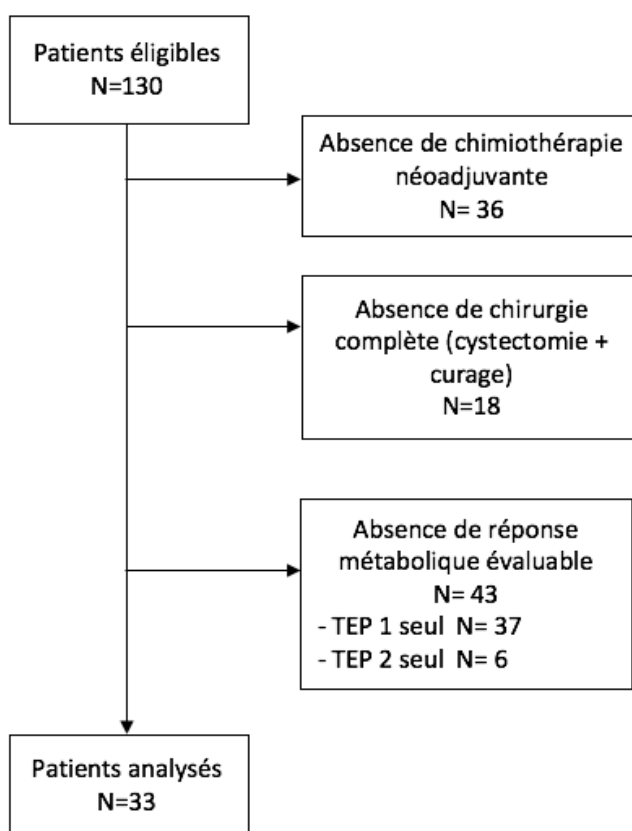 Patients éligibles
N=130
Absence de chimiothérapie
néoadjuvante
N= 36
Absence de chirurgie
complète (cystectomie +
curage)
N=18
Absence de réponse
métabolique évaluable
N= 43
- TEP 1 seul N= 37
- TEP 2 seul N= 6
Patients analysés
N=33